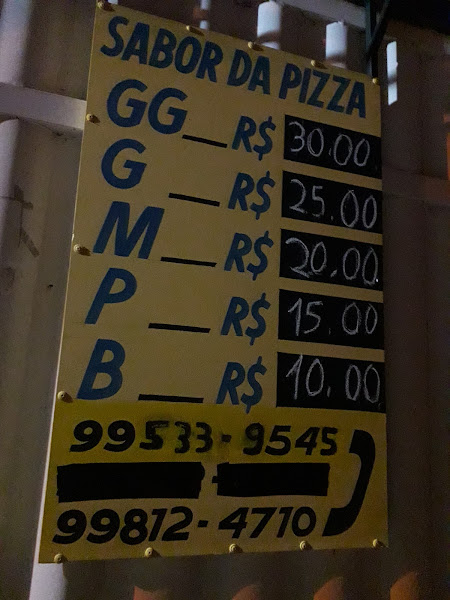 SABOR DA PIZZA
GG__R$ 30.00
G __R$ 25.00
M__R$ 20.00
P __R$ 15.00
B __R$ 10.00
99533-9545
99812-4710